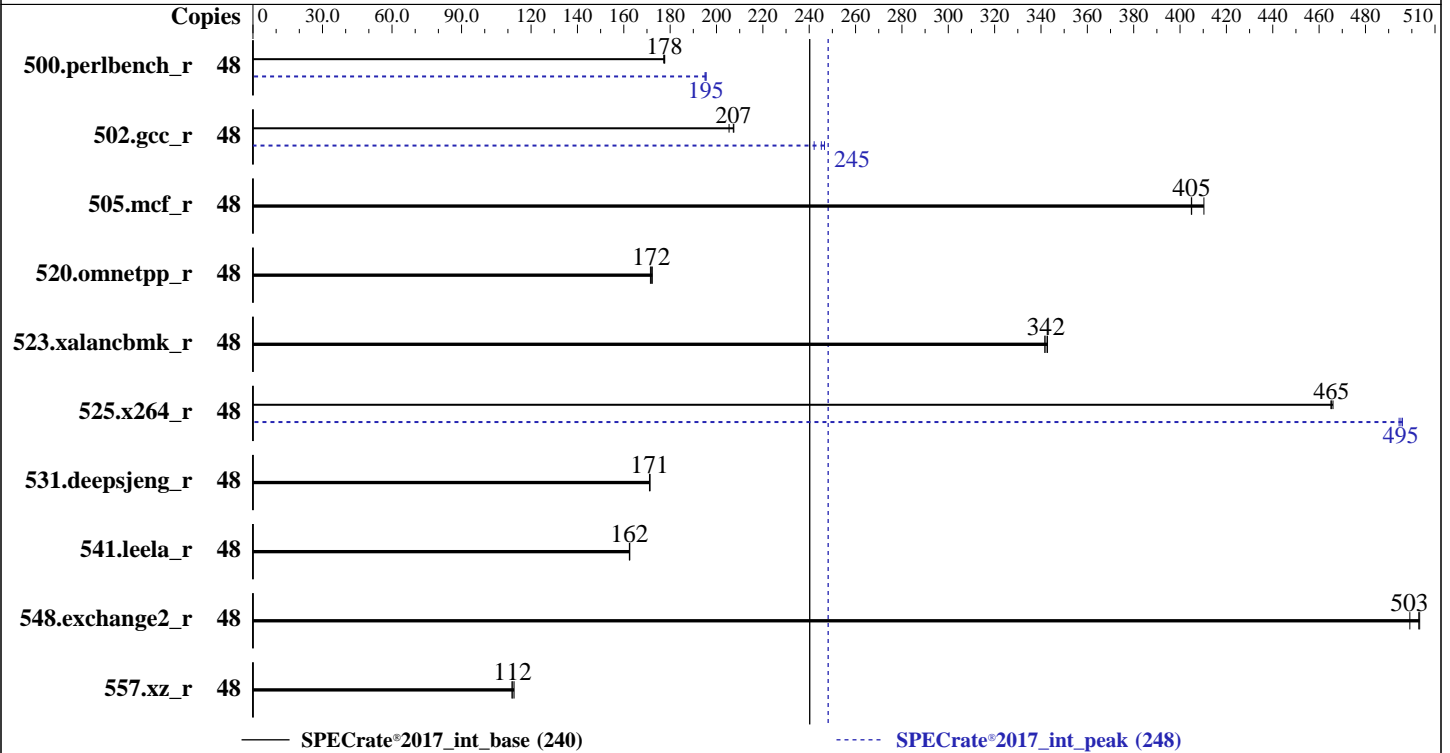 Copies 0 30.0 60.0 90.0 120 140 160 180 200 220 240 260 280 300 320 340 360 380 400 420 440 460 480 510
500.perlbench_r 48 178
195
502.gcc_r 48 207
245
505.mcf_r 48 405
520.omnetpp_r 48 172
523.xalancbmk_r 48 342
525.x264_r 48 465
495
531.deepsjeng_r 48 171
541.leela_r 48 162
548.exchange2_r 48 503
557.xz_r 48 112
SPECrate®2017_int_base (240) SPECrate®2017_int_peak (248)